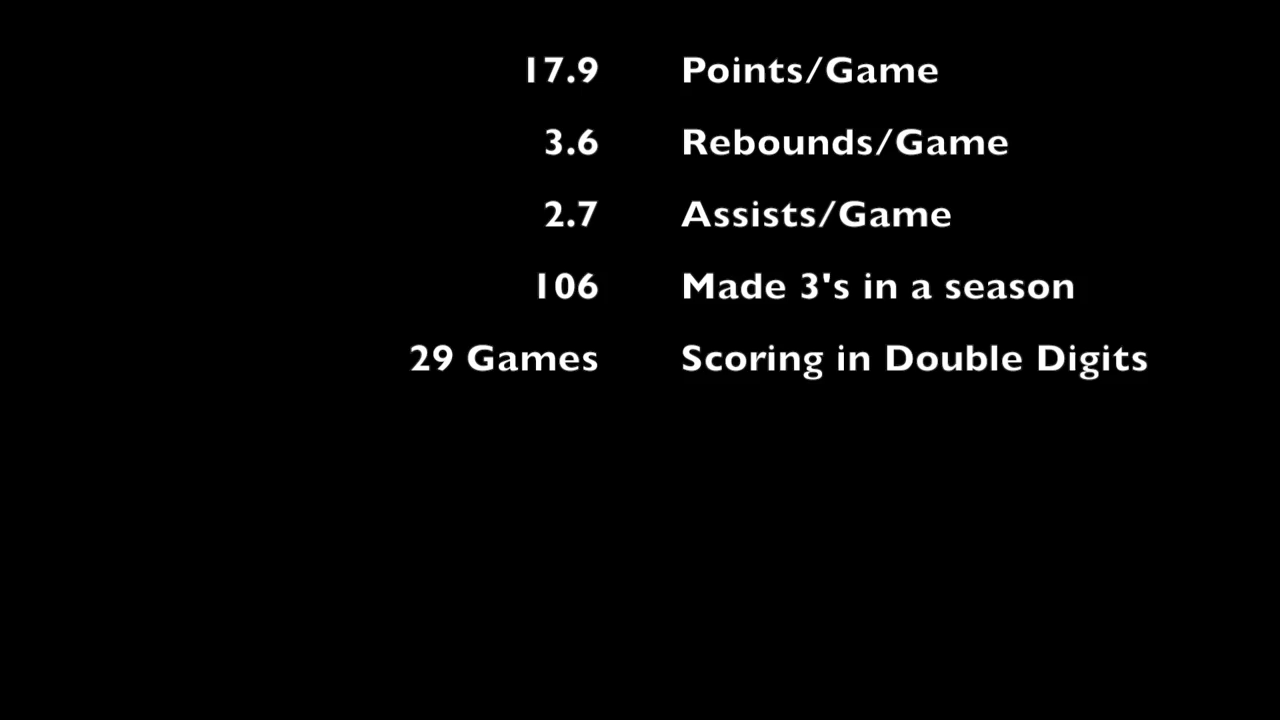 17.9 Points/Game
3.6 Rebounds/Game
2.7 Assists/Game
106 Made 3's in a season
29 Games Scoring in Double Digits